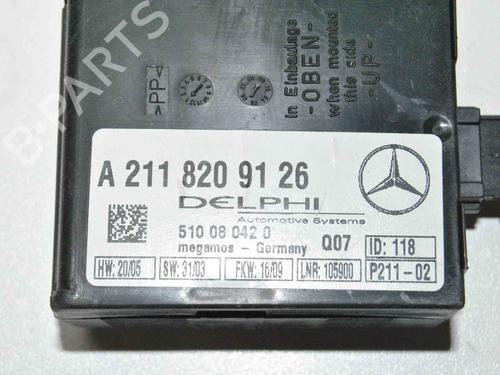 B-PARTS
>PP<
in Einbaulage
-OBEN-
when mounted
this side
-UP-
A 211 820 91 26
DELPHI
Automotive Systems
510 08 042 0
megamos - Germany
Q07
ID: 118
HW: 20/05
SW: 31/03
FKW: 16/09
LNR: 105900
P211-02